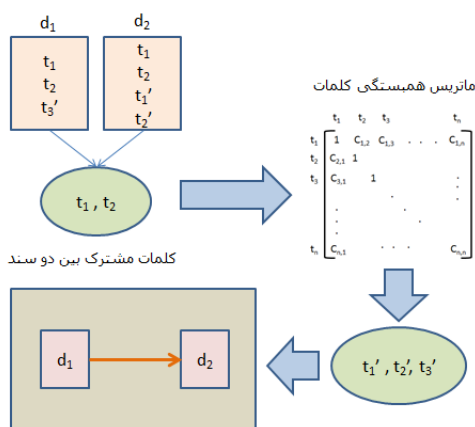 d1 d2
t1
t2
t3′
t1
t2
t1′
t2′
t1 , t2
کلمات مشترک بین دو سند
ماتریس همبستگی کلمات
t1 t2 t3 tn
t1 1 C1,2 C1,3 . . . C1,n
t2 C2,1 1
t3 C3,1 1 .
. . .
. . .
. .
tn Cn,1 . . . Cn,n
t1′ , t2′, t3′
d1 d2